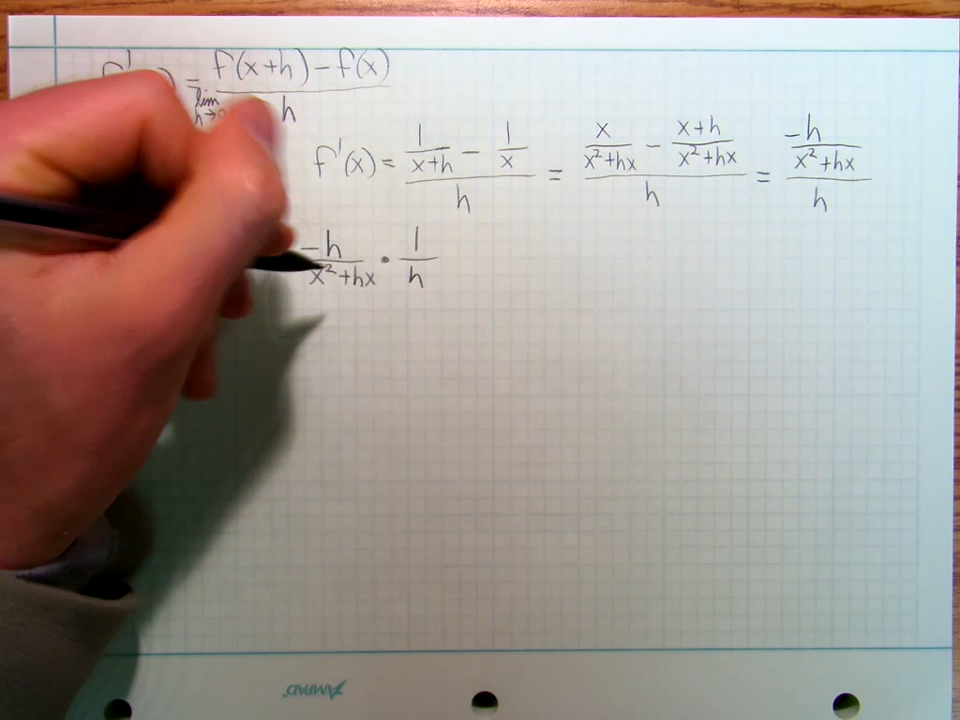 f'(x) = lim h→0 f(x+h) - f(x) / h
f'(x) = (1/(x+h) - 1/x) / h = (x/(x²+hx) - (x+h)/(x²+hx)) / h = (-h/(x²+hx)) / h
-h/(x²+hx) • 1/h
AMPAD